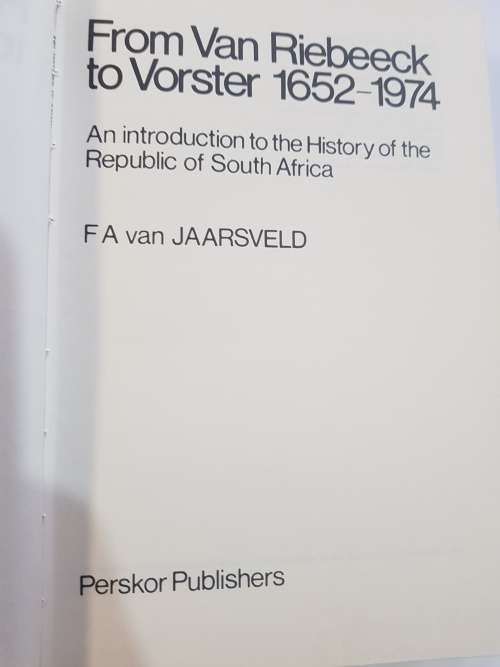 From Van Riebeeck
to Vorster 1652–1974
An introduction to the History of the
Republic of South Africa
F A van JAARSVELD
Perskor Publishers